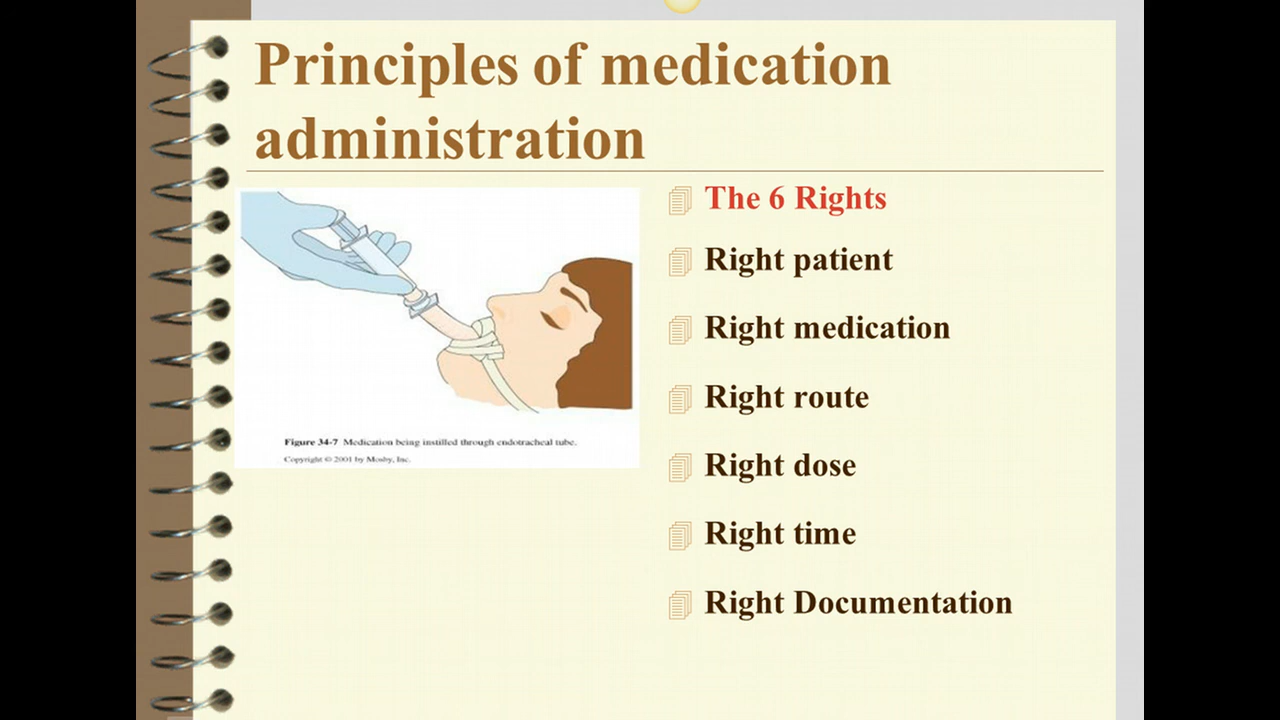 Principles of medication
administration
The 6 Rights
Right patient
Right medication
Right route
Right dose
Right time
Right Documentation
Figure 34-7 Medication being instilled through endotracheal tube.
Copyright © 2001 by Mosby, Inc.